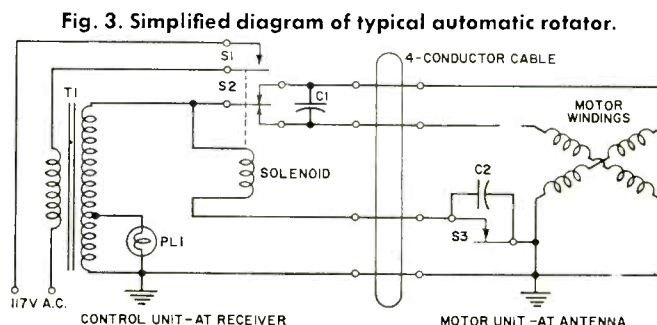 Fig. 3. Simplified diagram of typical automatic rotator.
S1
4-CONDUCTOR CABLE
S2
T1
C1
MOTOR
WINDINGS
SOLENOID
C2
PL1
S3
117V A.C.
CONTROL UNIT-AT RECEIVER
MOTOR UNIT-AT ANTENNA